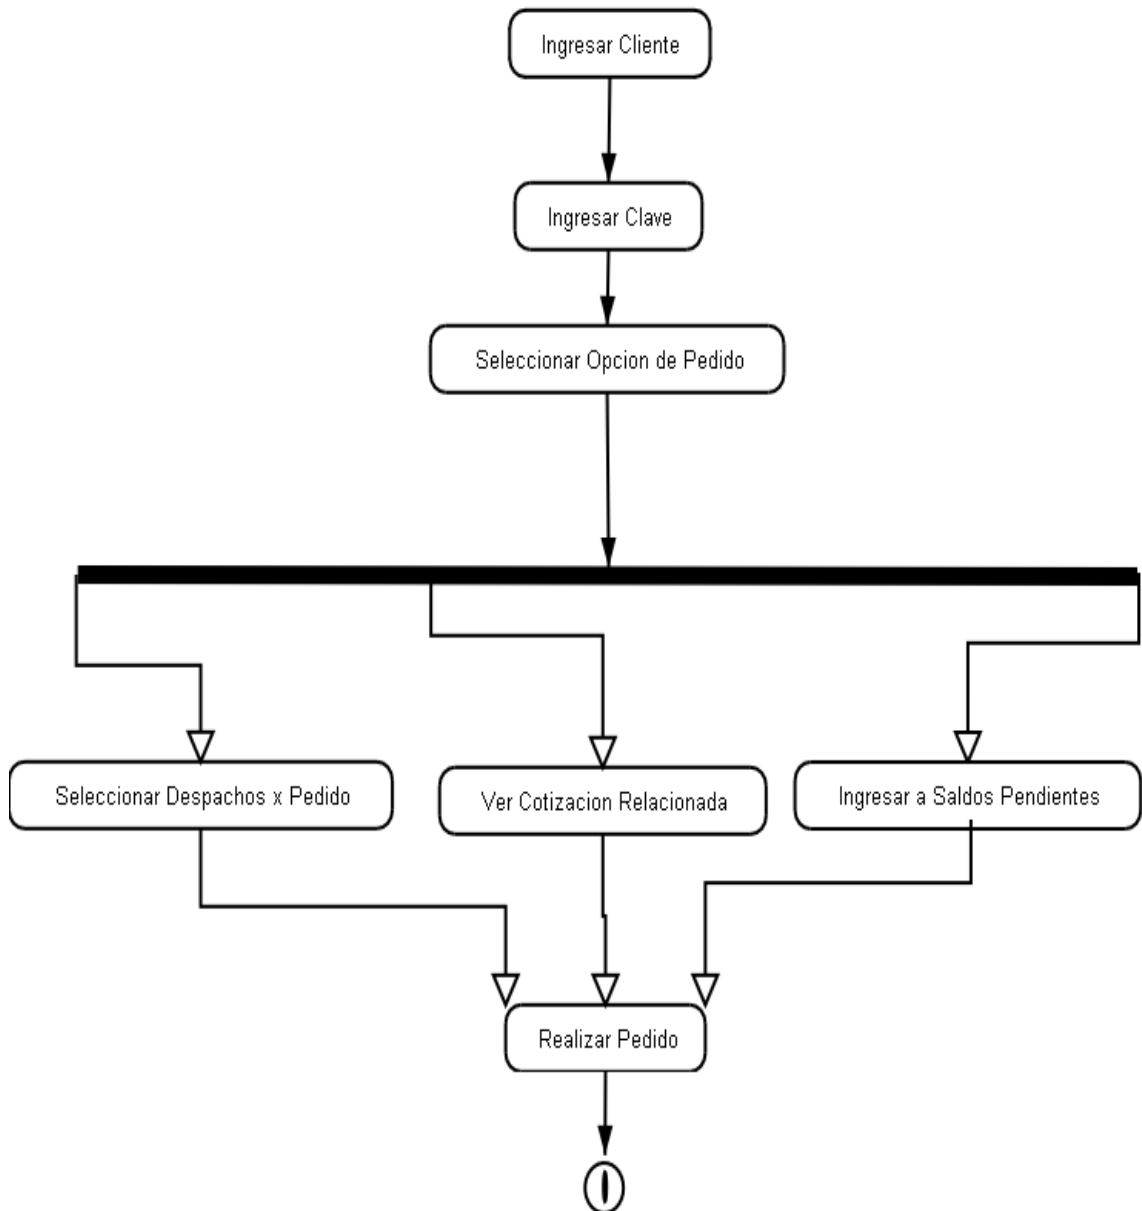 Ingresar Cliente
Ingresar Clave
Seleccionar Opcion de Pedido
Seleccionar Despachos x Pedido
Ver Cotizacion Relacionada
Ingresar a Saldos Pendientes
Realizar Pedido